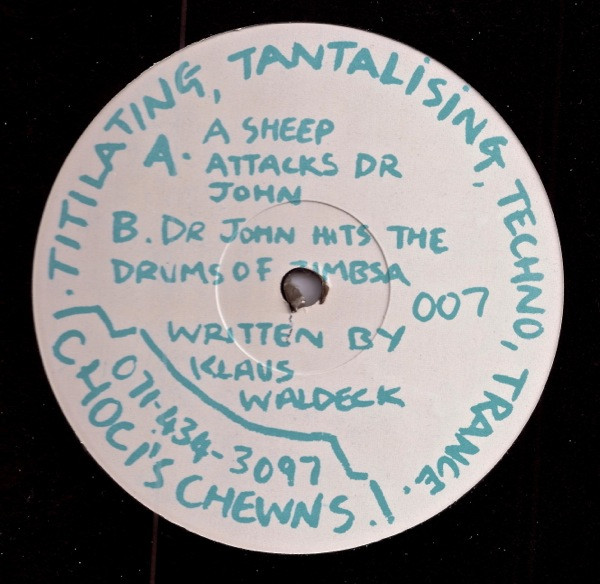 TITILATING, TANTALISING, TECHNO, TRANCE.
A. A SHEEP
ATTACKS DR
JOHN
B. DR JOHN HITS THE
DRUMS OF ZIMBSA
007
WRITTEN BY
KLAUS
WALDECK
071-434-3097
CHOCI'S CHEWNS.